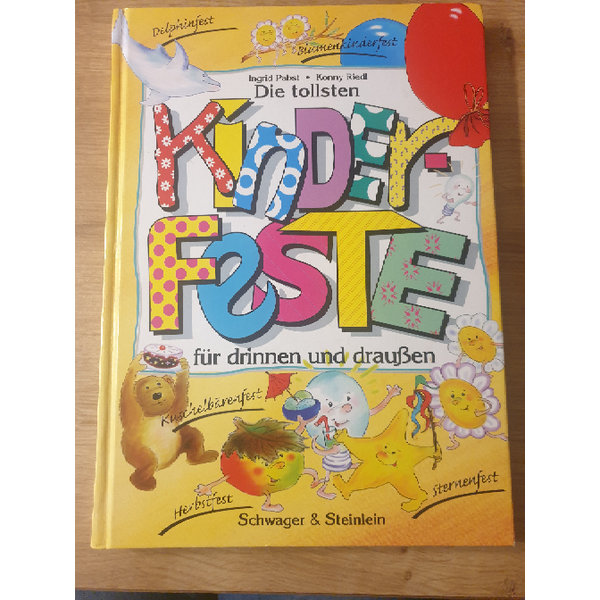 Delphinfest
Blumenkinderfest
Ingrid Pabst • Konny Riedl
Die tollsten
KiNDER-
FeSTE
für drinnen und draußen
Kuschelbärenfest
Herbstfest
Sternenfest
Schwager & Steinlein